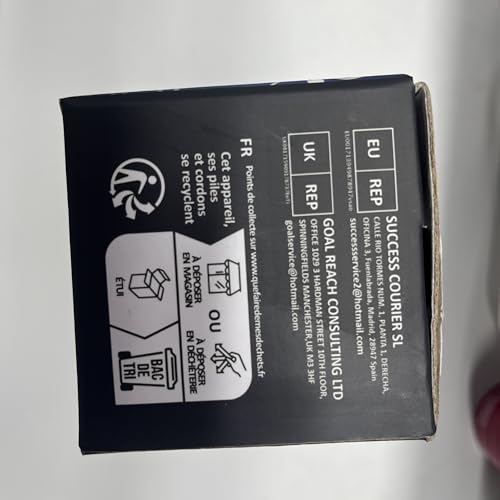 EU REP
SUCCESS COURIER SL
CALLE RIO TORMES NUM. 1, PLANTA 1, DERECHA,
OFICINA 3, Fuenlabrada, Madrid, 28947 Spain
successservice2@hotmail.com
UK REP
GOAL REACH CONSULTING LTD
OFFICE 1029 3 HARDMAN STREET 10TH FLOOR,
SPINNINGFIELDS MANCHESTER,UK M3 3HF
goalservice@hotmail.com
FR Points de collecte sur www.quefairedemesdechets.fr
Cet appareil,
ses piles
et cordons
se recyclent
À DÉPOSER
EN MAGASIN
OU
À DÉPOSER
EN DÉCHÈTERIE
ÉTUI
BAC
DE
TRI